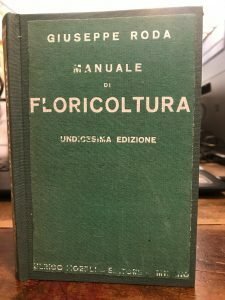 GIUSEPPE RODA
MANUALE
DI
FLORICOLTURA
UNDICESIMA EDIZIONE
ULRICO HOEPLI - EDITORE - MILANO